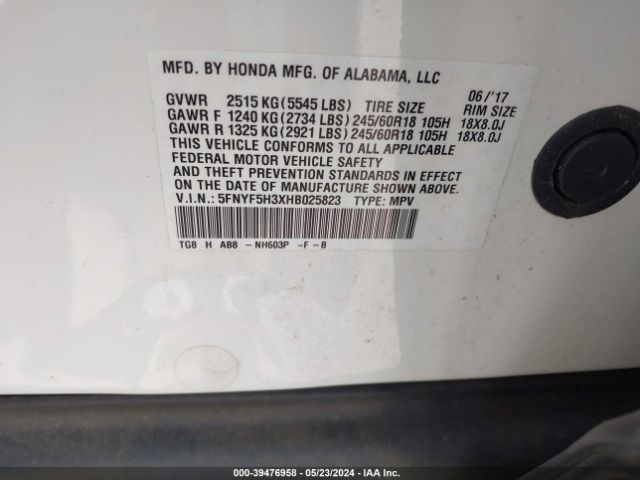 MFD. BY HONDA MFG. OF ALABAMA, LLC
06/'17
GVWR 2515 KG (5545 LBS) TIRE SIZE RIM SIZE
GAWR F 1240 KG (2734 LBS) 245/60R18 105H 18X8.0J
GAWR R 1325 KG (2921 LBS) 245/60R18 105H 18X8.0J
THIS VEHICLE CONFORMS TO ALL APPLICABLE
FEDERAL MOTOR VEHICLE SAFETY
AND THEFT PREVENTION STANDARDS IN EFFECT
ON THE DATE OF MANUFACTURE SHOWN ABOVE.
V.I.N.: 5FNYF5H3XHB025823 TYPE: MPV
TG8 H AB8 - NH603P -F-B
000-39476958 - 05/23/2024 - IAA Inc.